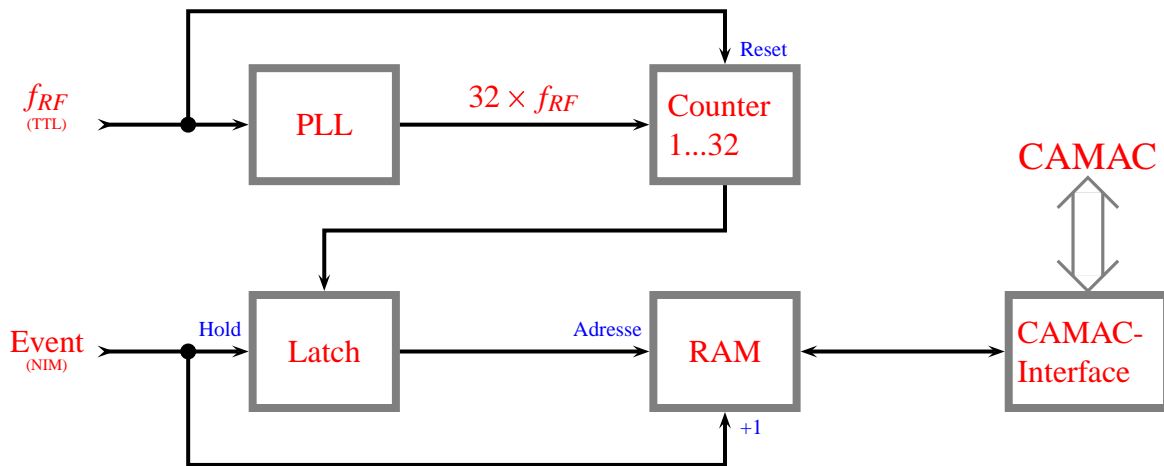 Reset
f_RF
(TTL)
PLL
32 × f_RF
Counter
1...32
CAMAC
Event
(NIM)
Hold
Latch
Adresse
RAM
CAMAC-
Interface
+1